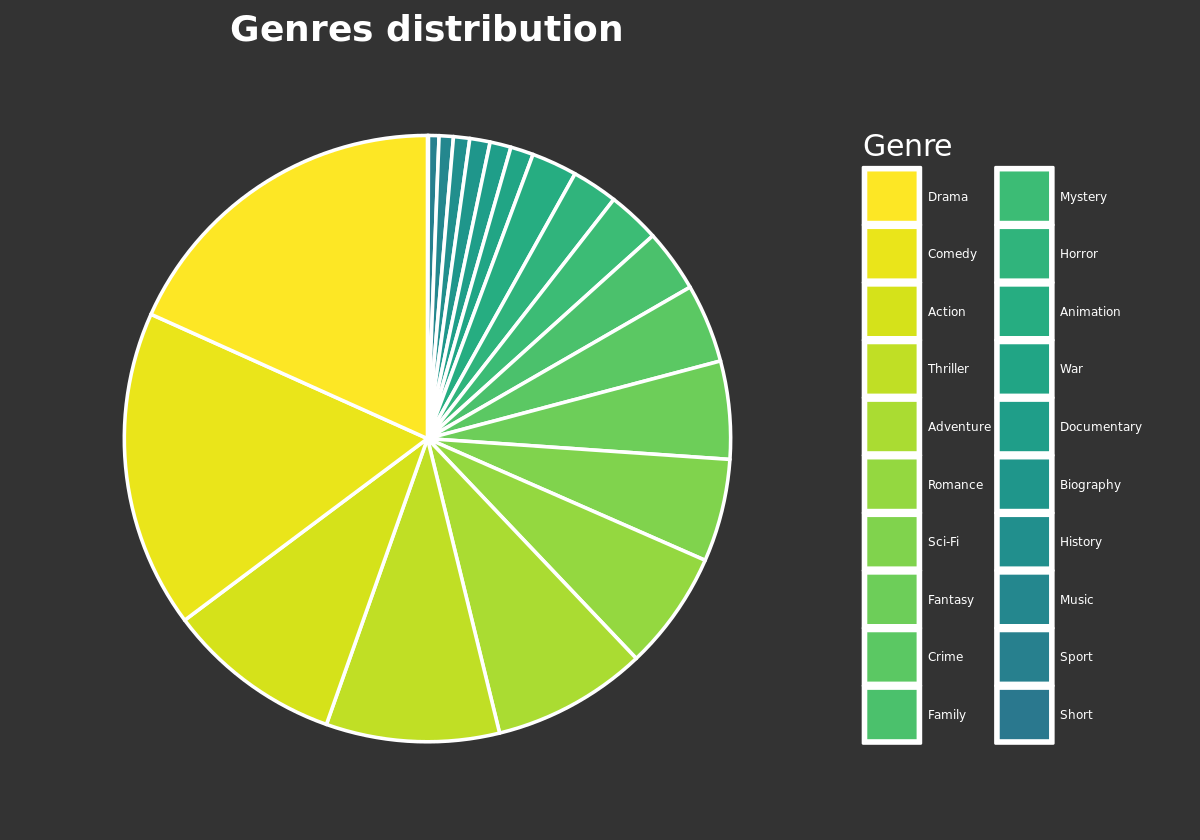 Genres distribution
Genre
Drama
Comedy
Action
Thriller
Adventure
Romance
Sci-Fi
Fantasy
Crime
Family
Mystery
Horror
Animation
War
Documentary
Biography
History
Music
Sport
Short